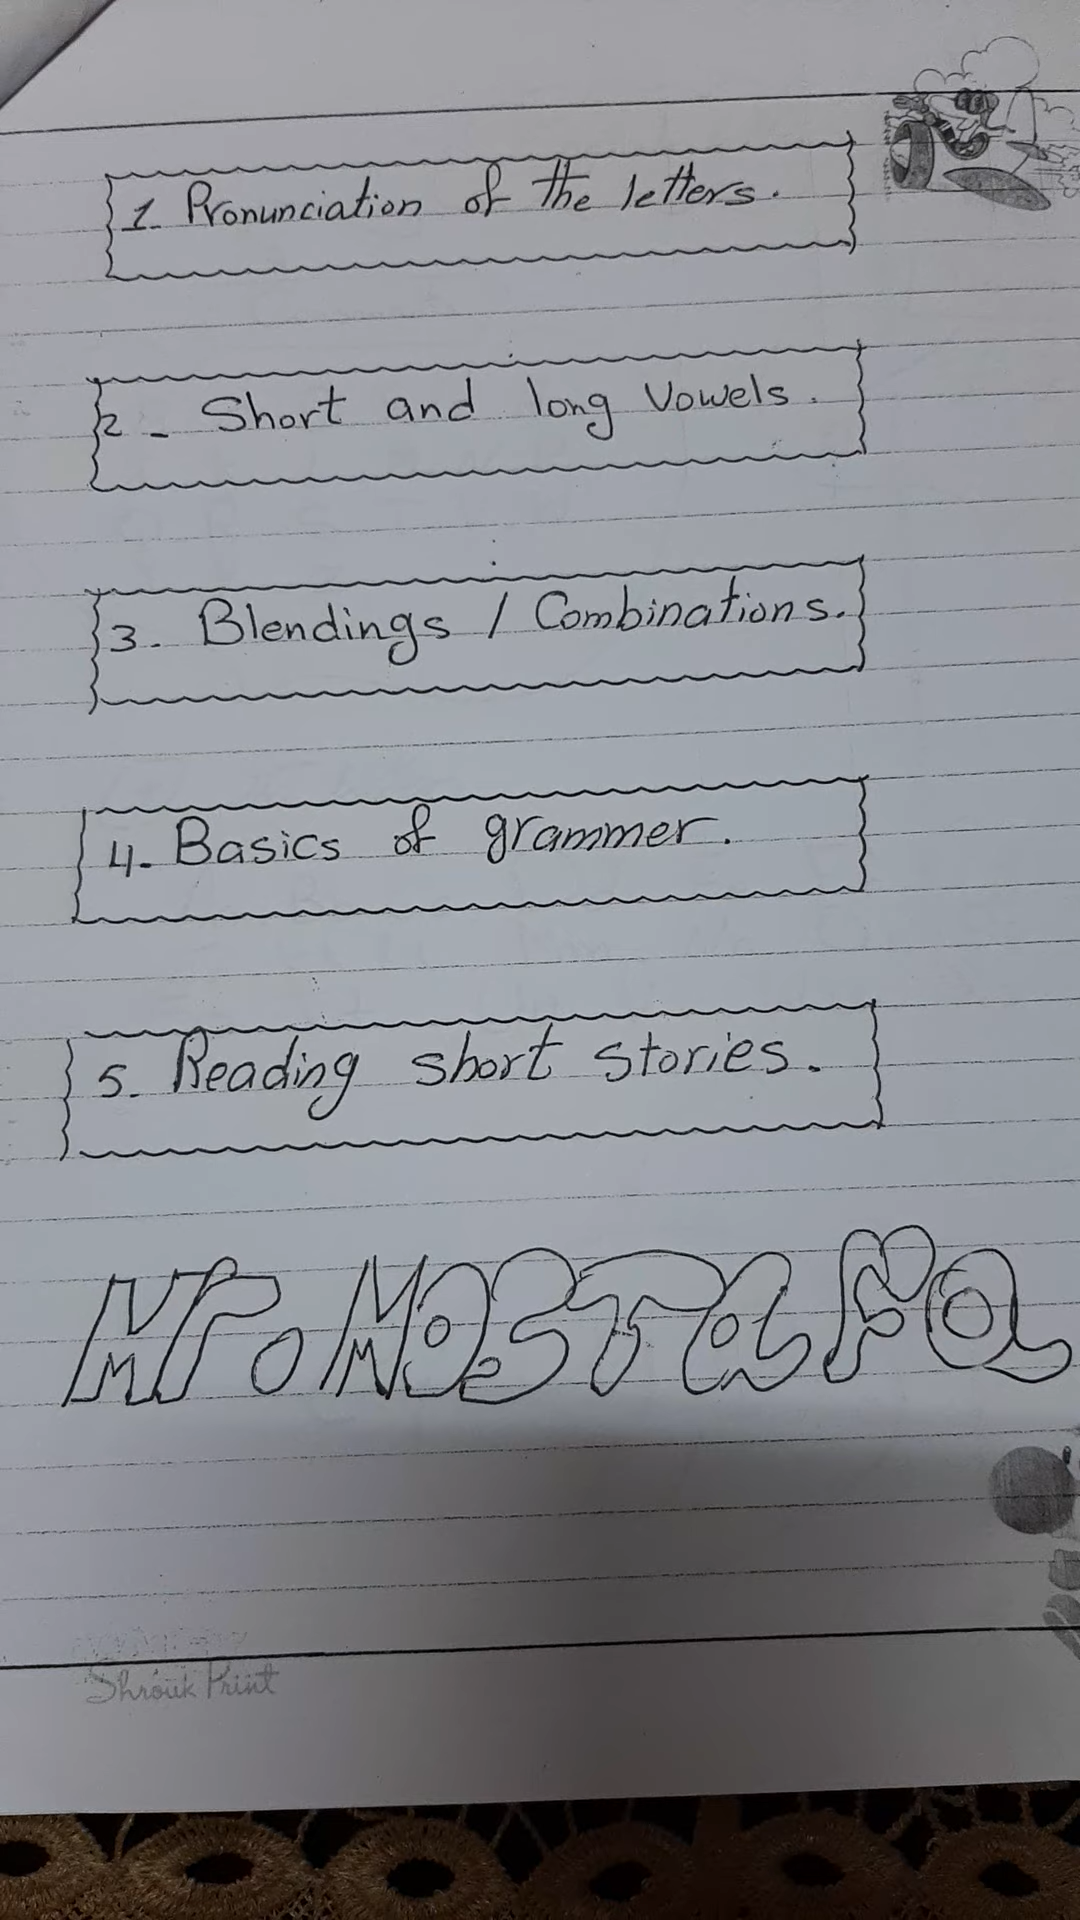 1. Pronunciation of the letters.
2 - Short and long Vowels.
3. Blendings / Combinations.
4. Basics of grammer.
5. Reading short stories.
Mr. Mostafa
Shrouk Print